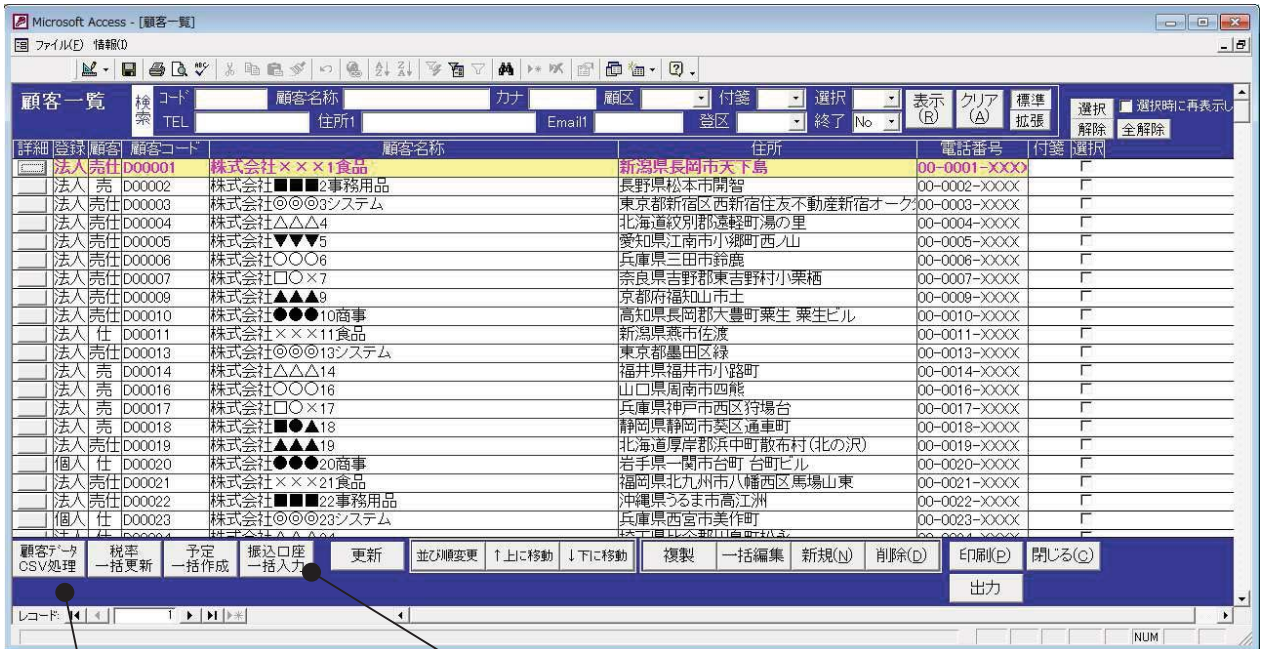 Microsoft Access - [顧客一覧]
ファイル(F) 情報(I)
顧客一覧 検索 コード 顧客名称 カナ 顧区 付箋 選択 表示(R) クリア(A) 標準 拡張 選択 解除 選択時に再表示し
TEL 住所1 Email1 登区 終了 No 全解除
詳細 登録 顧客 顧客コード 顧客名称 住所 電話番号 付箋 選択
法人 売仕 D00001 株式会社×××1食品 新潟県長岡市天下島 00-0001-XXXX
法人 売 D00002 株式会社■■■2事務用品 長野県松本市開智 00-0002-XXXX
法人 売仕 D00003 株式会社◎◎◎3システム 東京都新宿区西新宿住友不動産新宿オーク 00-0003-XXXX
法人 売仕 D00004 株式会社△△△4 北海道紋別郡遠軽町湯の里 00-0004-XXXX
法人 売仕 D00005 株式会社▼▼▼5 愛知県江南市小郷町西ノ山 00-0005-XXXX
法人 売仕 D00006 株式会社○○○6 兵庫県三田市鈴鹿 00-0006-XXXX
法人 売仕 D00007 株式会社□○×7 奈良県吉野郡東吉野村小栗栖 00-0007-XXXX
法人 売仕 D00009 株式会社▲▲▲9 京都府福知山市土 00-0009-XXXX
法人 売仕 D00010 株式会社●●●10商事 高知県長岡郡大豊町粟生 粟生ビル 00-0010-XXXX
法人 仕 D00011 株式会社×××11食品 新潟県燕市佐渡 00-0011-XXXX
法人 売仕 D00013 株式会社◎◎◎13システム 東京都墨田区緑 00-0013-XXXX
法人 売 D00014 株式会社△△△14 福井県福井市小路町 00-0014-XXXX
法人 売 D00016 株式会社○○○16 山口県周南市四熊 00-0016-XXXX
法人 売 D00017 株式会社□○×17 兵庫県神戸市西区狩場台 00-0017-XXXX
法人 売 D00018 株式会社■●▲18 静岡県静岡市葵区通車町 00-0018-XXXX
法人 売仕 D00019 株式会社▲▲▲19 北海道厚岸郡浜中町散布村(北の沢) 00-0019-XXXX
個人 仕 D00020 株式会社●●●20商事 岩手県一関市台町 台町ビル 00-0020-XXXX
法人 売仕 D00021 株式会社×××21食品 福岡県北九州市八幡西区馬場山東 00-0021-XXXX
法人 売仕 D00022 株式会社■■■22事務用品 沖縄県うるま市高江洲 00-0022-XXXX
個人 仕 D00023 株式会社◎◎◎23システム 兵庫県西宮市美作町 00-0023-XXXX
顧客データCSV処理 税率一括更新 予定一括作成 振込口座一括入力 更新 並び順変更 ↑上に移動 ↓下に移動 複製 一括編集 新規(N) 削除(D) 印刷(P) 閉じる(C)
出力
レコード: 1
NUM